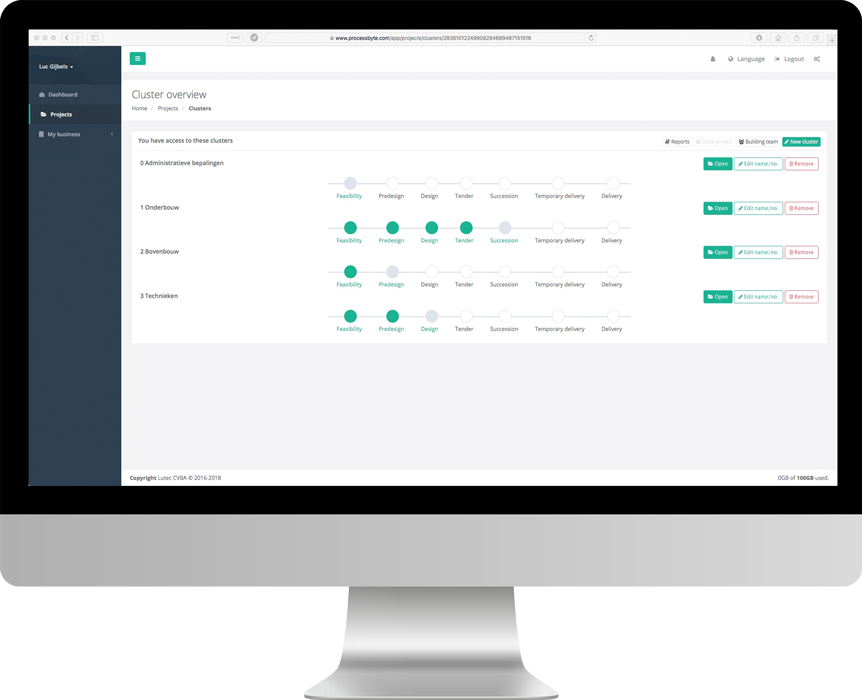 www.processbyte.com/app/projects/clusters/28361012249909284689467151816
Luc Gijbels
Language
Logout
Dashboard
Projects
My business
Cluster overview
Home / Projects / Clusters
You have access to these clusters
Reports
Close project
Building team
New cluster
0 Administratieve bepalingen
Open
Edit name/no.
Remove
Feasibility Predesign Design Tender Succession Temporary delivery Delivery
1 Onderbouw
Open
Edit name/no.
Remove
Feasibility Predesign Design Tender Succession Temporary delivery Delivery
2 Bovenbouw
Open
Edit name/no.
Remove
Feasibility Predesign Design Tender Succession Temporary delivery Delivery
3 Technieken
Open
Edit name/no.
Remove
Feasibility Predesign Design Tender Succession Temporary delivery Delivery
Copyright Lutec CVBA © 2016-2018
0GB of 100GB used.